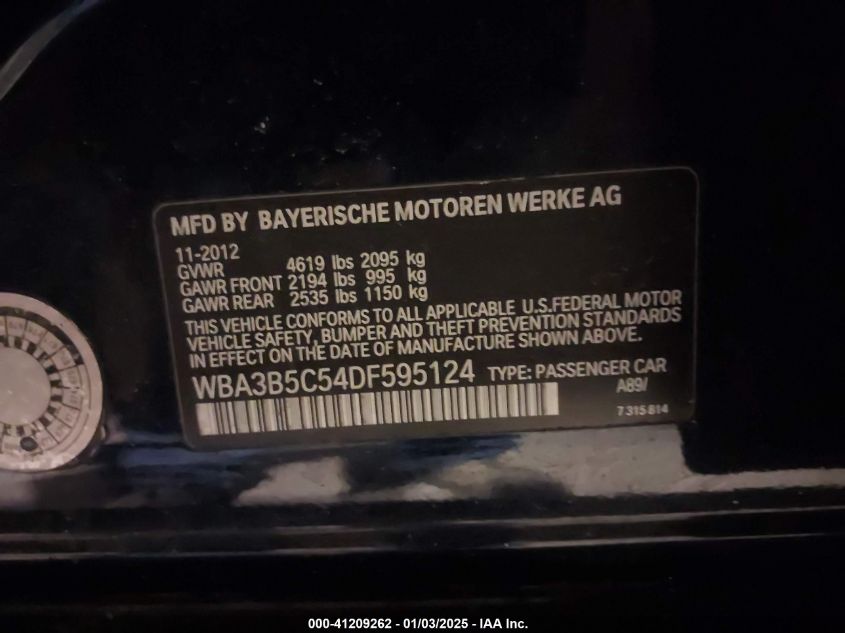 MFD BY BAYERISCHE MOTOREN WERKE AG
11-2012
GVWR 4619 lbs 2095 kg
GAWR FRONT 2194 lbs 995 kg
GAWR REAR 2535 lbs 1150 kg
THIS VEHICLE CONFORMS TO ALL APPLICABLE U.S.FEDERAL MOTOR
VEHICLE SAFETY, BUMPER AND THEFT PREVENTION STANDARDS
IN EFFECT ON THE DATE OF MANUFACTURE SHOWN ABOVE.
WBA3B5C54DF595124 TYPE: PASSENGER CAR
A89/
7 315 814
000-41209262 - 01/03/2025 - IAA Inc.